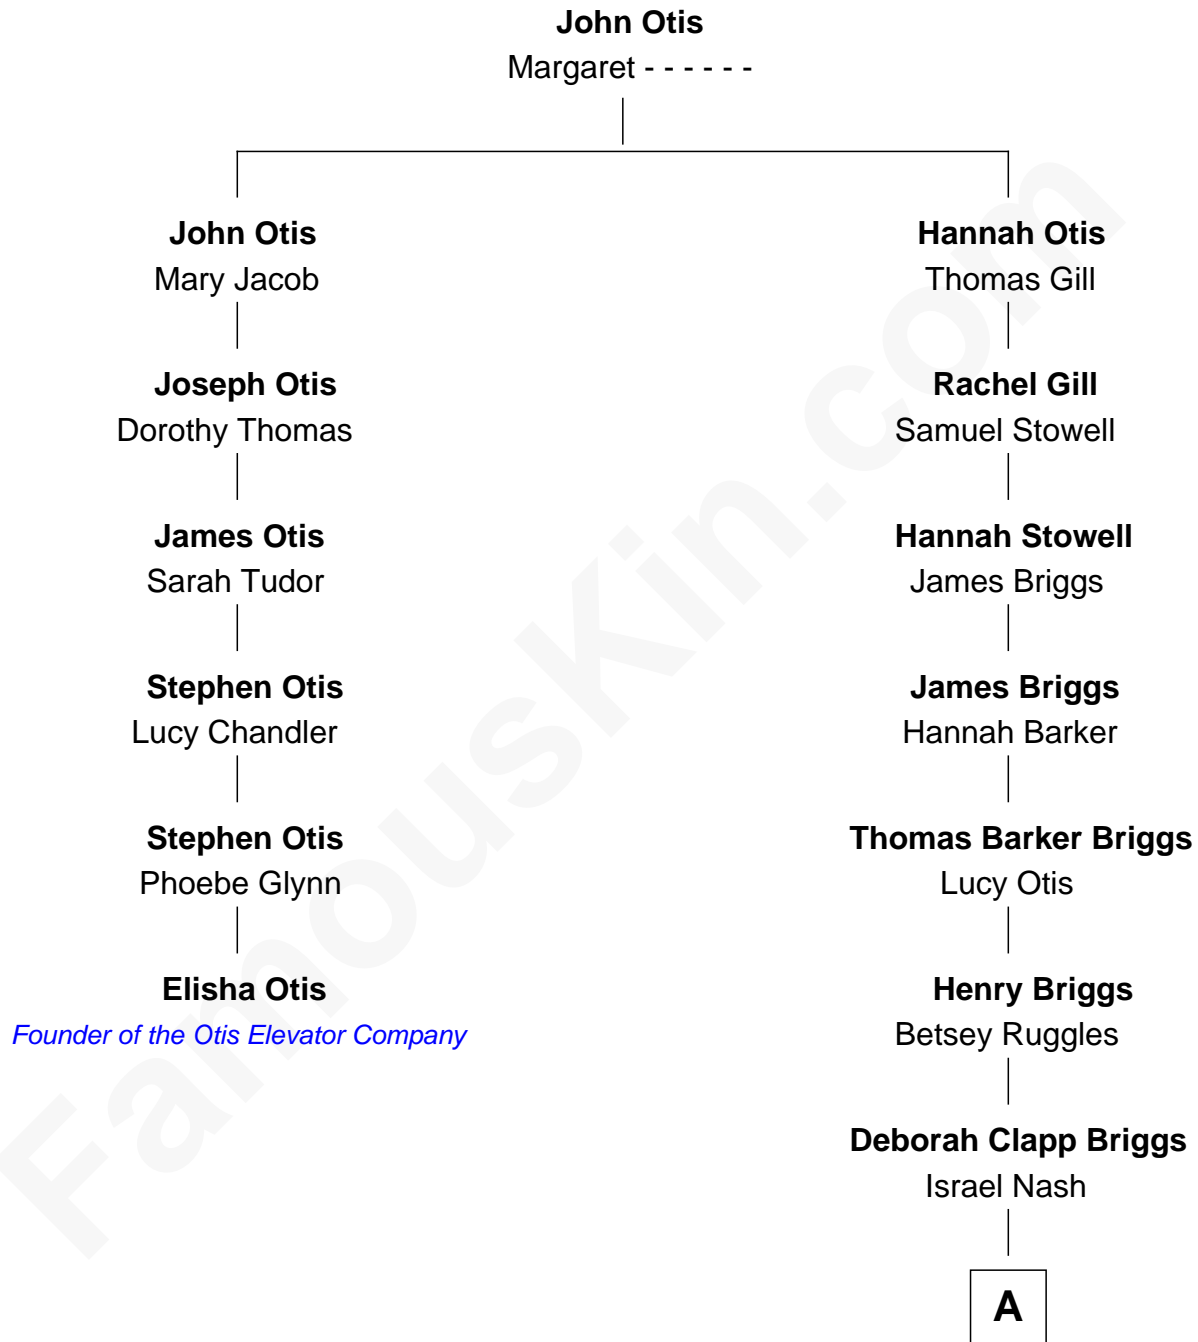 John Otis
Margaret - - - - - -
John Otis
Mary Jacob
Hannah Otis
Thomas Gill
Joseph Otis
Dorothy Thomas
Rachel Gill
Samuel Stowell
James Otis
Sarah Tudor
Hannah Stowell
James Briggs
Stephen Otis
Lucy Chandler
James Briggs
Hannah Barker
Stephen Otis
Phoebe Glynn
Thomas Barker Briggs
Lucy Otis
Elisha Otis
Founder of the Otis Elevator Company
Henry Briggs
Betsey Ruggles
Deborah Clapp Briggs
Israel Nash
A
FamousKin.com